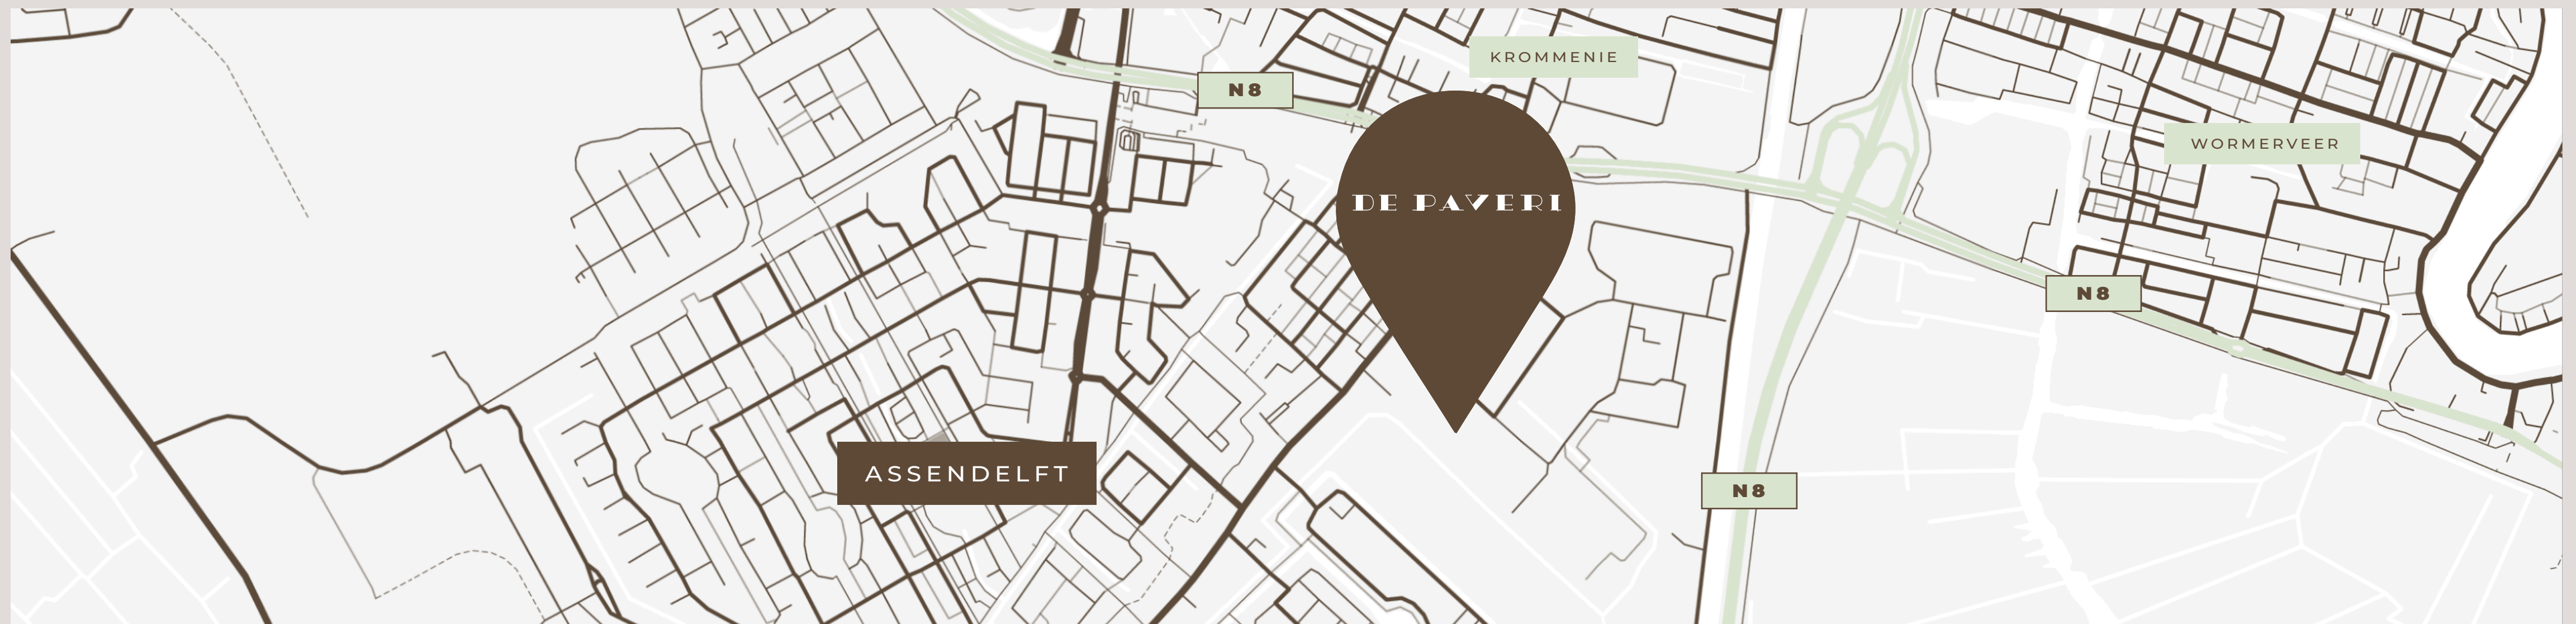 KROMMENIE
N8
WORMERVEER
DE PAVERI
N8
ASSENDELFT
N8